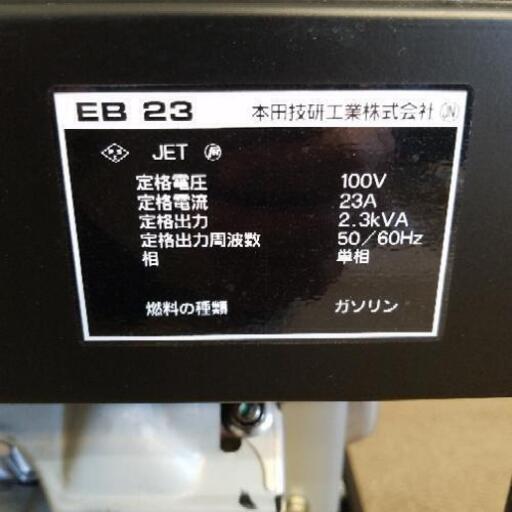 EB 23 本田技研工業株式会社 JN
JET
定格電圧 100V
定格電流 23A
定格出力 2.3kVA
定格出力周波数 50/60Hz
相 単相
燃料の種類 ガソリン